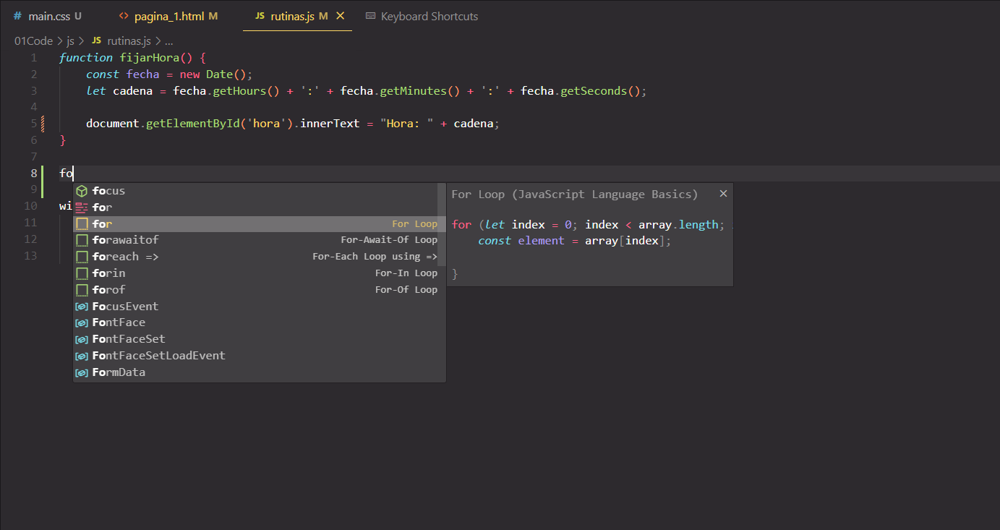 # main.css U <> pagina_1.html M JS rutinas.js M × Keyboard Shortcuts
01Code > js > JS rutinas.js > ...
1 function fijarHora() {
2 const fecha = new Date();
3 let cadena = fecha.getHours() + ':' + fecha.getMinutes() + ':' + fecha.getSeconds();
4
5 document.getElementById('hora').innerText = "Hora: " + cadena;
6 }
7
8 fo
9
10 wi
11
12
13
focus
for
for For Loop
forawaitof For-Await-Of Loop
foreach => For-Each Loop using =>
forin For-In Loop
forof For-Of Loop
FocusEvent
FontFace
FontFaceSet
FontFaceSetLoadEvent
FormData
For Loop (JavaScript Language Basics) ×
for (let index = 0; index < array.length;
const element = array[index];
}